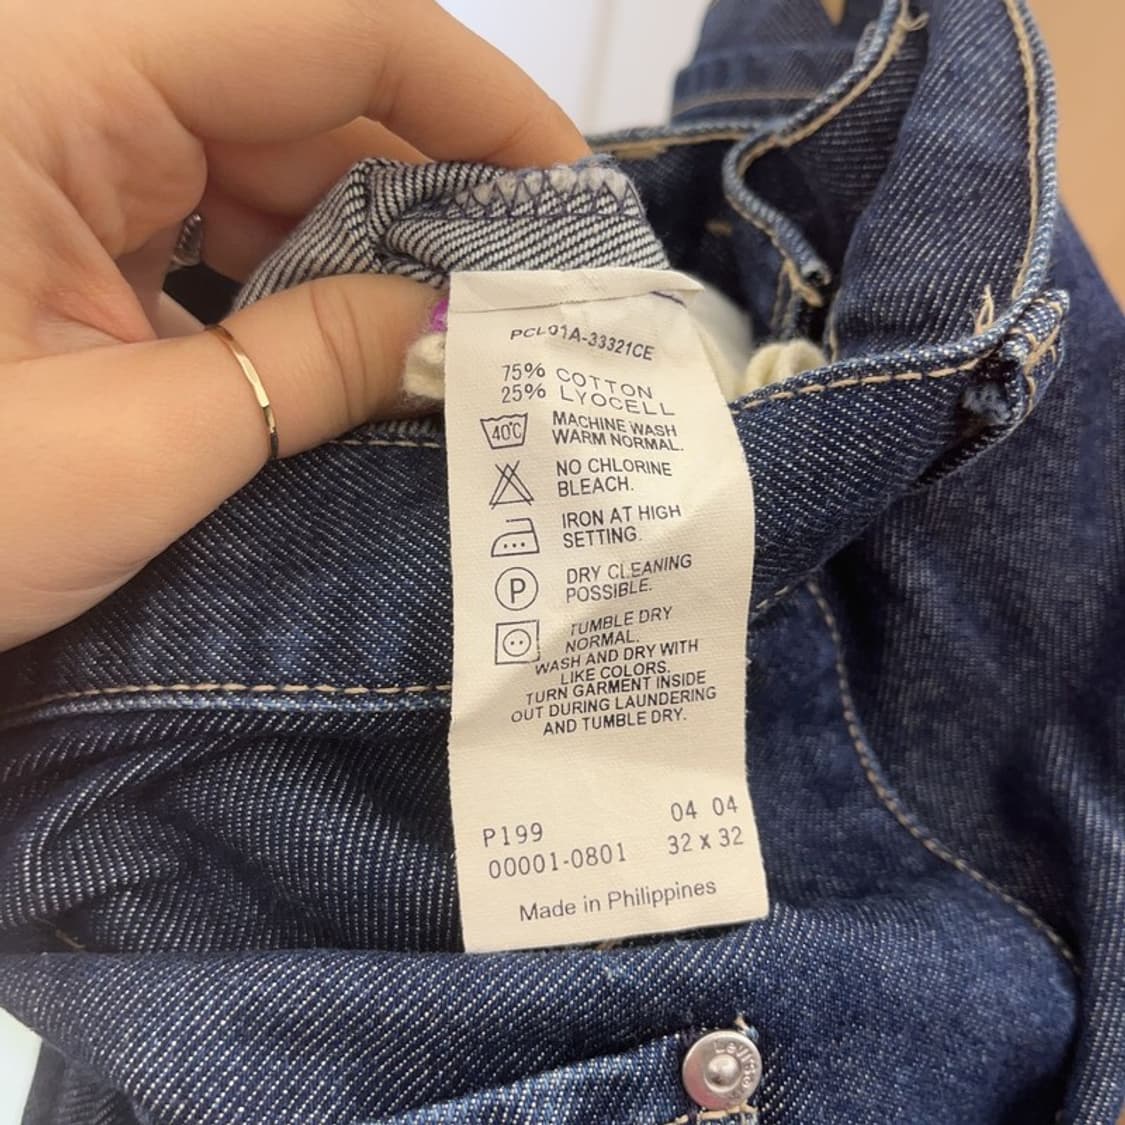 PCL01A-33321CE
75% COTTON
25% LYOCELL
40°C
MACHINE WASH
WARM NORMAL.
NO CHLORINE
BLEACH.
IRON AT HIGH
SETTING.
P
DRY CLEANING
POSSIBLE.
TUMBLE DRY
NORMAL.
WASH AND DRY WITH
LIKE COLORS.
TURN GARMENT INSIDE
OUT DURING LAUNDERING
AND TUMBLE DRY.
P199 04 04
00001-0801 32 x 32
Made in Philippines